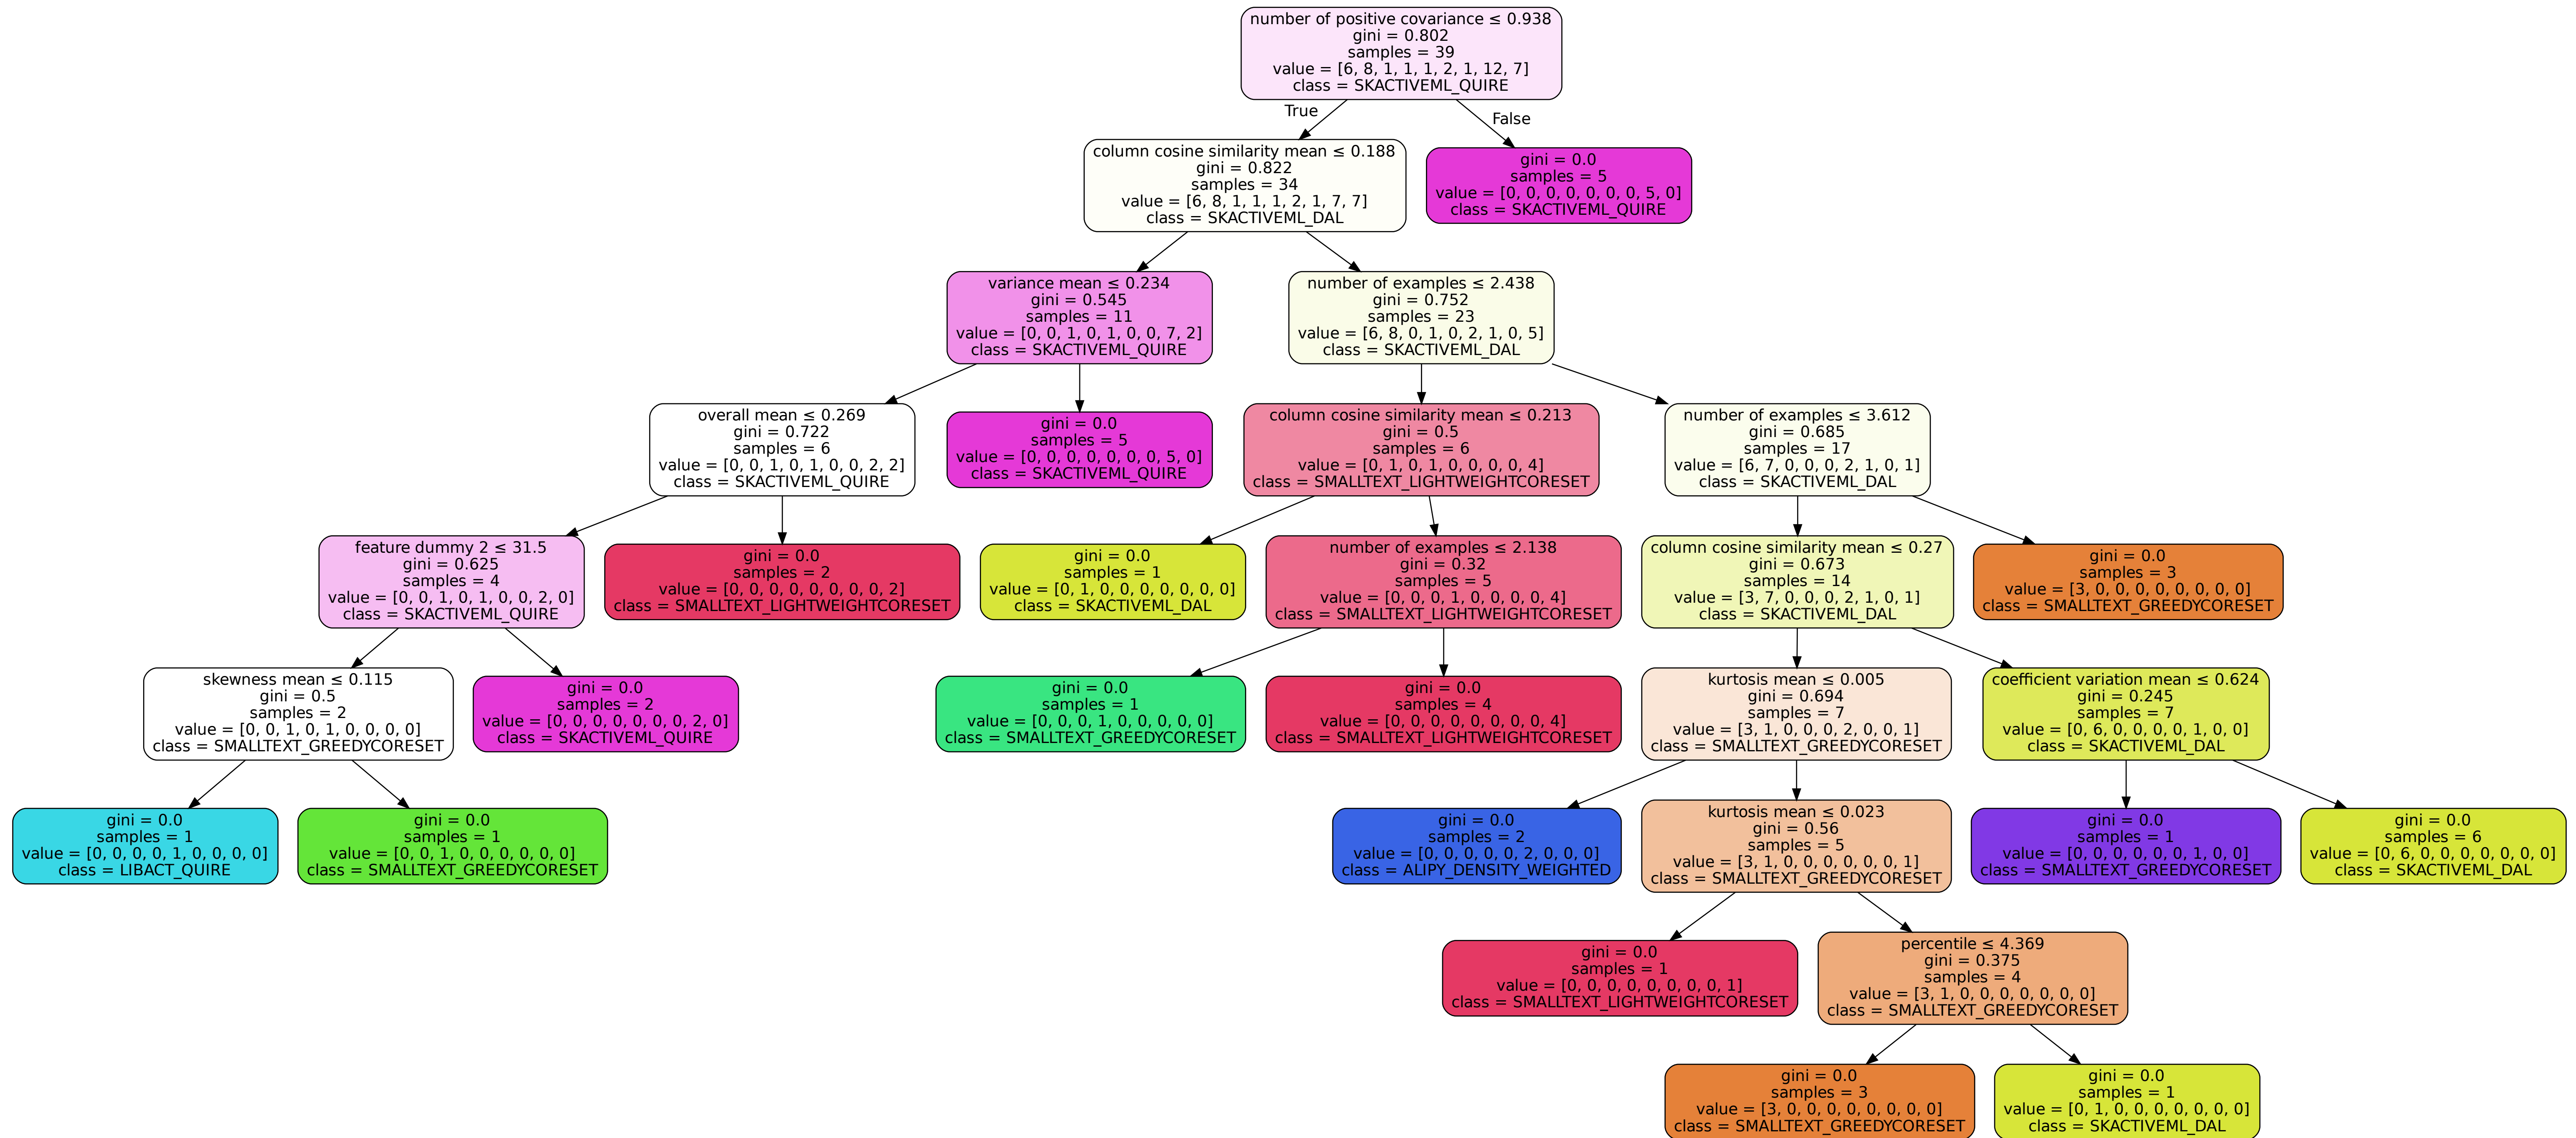 number of positive covariance ≤ 0.938
gini = 0.802
samples = 39
value = [6, 8, 1, 1, 1, 2, 1, 12, 7]
class = SKACTIVEML_QUIRE
True
False
column cosine similarity mean ≤ 0.188
gini = 0.822
samples = 34
value = [6, 8, 1, 1, 1, 2, 1, 7, 7]
class = SKACTIVEML_DAL
gini = 0.0
samples = 5
value = [0, 0, 0, 0, 0, 0, 0, 5, 0]
class = SKACTIVEML_QUIRE
variance mean ≤ 0.234
gini = 0.545
samples = 11
value = [0, 0, 1, 0, 1, 0, 0, 7, 2]
class = SKACTIVEML_QUIRE
number of examples ≤ 2.438
gini = 0.752
samples = 23
value = [6, 8, 0, 1, 0, 2, 1, 0, 5]
class = SKACTIVEML_DAL
overall mean ≤ 0.269
gini = 0.722
samples = 6
value = [0, 0, 1, 0, 1, 0, 0, 2, 2]
class = SKACTIVEML_QUIRE
gini = 0.0
samples = 5
value = [0, 0, 0, 0, 0, 0, 0, 5, 0]
class = SKACTIVEML_QUIRE
column cosine similarity mean ≤ 0.213
gini = 0.5
samples = 6
value = [0, 1, 0, 1, 0, 0, 0, 0, 4]
class = SMALLTEXT_LIGHTWEIGHTCORESET
number of examples ≤ 3.612
gini = 0.685
samples = 17
value = [6, 7, 0, 0, 0, 2, 1, 0, 1]
class = SKACTIVEML_DAL
feature dummy 2 ≤ 31.5
gini = 0.625
samples = 4
value = [0, 0, 1, 0, 1, 0, 0, 2, 0]
class = SKACTIVEML_QUIRE
gini = 0.0
samples = 2
value = [0, 0, 0, 0, 0, 0, 0, 0, 2]
class = SMALLTEXT_LIGHTWEIGHTCORESET
gini = 0.0
samples = 1
value = [0, 1, 0, 0, 0, 0, 0, 0, 0]
class = SKACTIVEML_DAL
number of examples ≤ 2.138
gini = 0.32
samples = 5
value = [0, 0, 0, 1, 0, 0, 0, 0, 4]
class = SMALLTEXT_LIGHTWEIGHTCORESET
column cosine similarity mean ≤ 0.27
gini = 0.673
samples = 14
value = [3, 7, 0, 0, 0, 2, 1, 0, 1]
class = SKACTIVEML_DAL
gini = 0.0
samples = 3
value = [3, 0, 0, 0, 0, 0, 0, 0, 0]
class = SMALLTEXT_GREEDYCORESET
skewness mean ≤ 0.115
gini = 0.5
samples = 2
value = [0, 0, 1, 0, 1, 0, 0, 0, 0]
class = SMALLTEXT_GREEDYCORESET
gini = 0.0
samples = 2
value = [0, 0, 0, 0, 0, 0, 0, 2, 0]
class = SKACTIVEML_QUIRE
gini = 0.0
samples = 1
value = [0, 0, 0, 1, 0, 0, 0, 0, 0]
class = SMALLTEXT_GREEDYCORESET
gini = 0.0
samples = 4
value = [0, 0, 0, 0, 0, 0, 0, 0, 4]
class = SMALLTEXT_LIGHTWEIGHTCORESET
kurtosis mean ≤ 0.005
gini = 0.694
samples = 7
value = [3, 1, 0, 0, 0, 2, 0, 0, 1]
class = SMALLTEXT_GREEDYCORESET
coefficient variation mean ≤ 0.624
gini = 0.245
samples = 7
value = [0, 6, 0, 0, 0, 0, 1, 0, 0]
class = SKACTIVEML_DAL
gini = 0.0
samples = 1
value = [0, 0, 0, 0, 1, 0, 0, 0, 0]
class = LIBACT_QUIRE
gini = 0.0
samples = 1
value = [0, 0, 1, 0, 0, 0, 0, 0, 0]
class = SMALLTEXT_GREEDYCORESET
gini = 0.0
samples = 2
value = [0, 0, 0, 0, 0, 2, 0, 0, 0]
class = ALIPY_DENSITY_WEIGHTED
kurtosis mean ≤ 0.023
gini = 0.56
samples = 5
value = [3, 1, 0, 0, 0, 0, 0, 0, 1]
class = SMALLTEXT_GREEDYCORESET
gini = 0.0
samples = 1
value = [0, 0, 0, 0, 0, 0, 1, 0, 0]
class = SMALLTEXT_GREEDYCORESET
gini = 0.0
samples = 6
value = [0, 6, 0, 0, 0, 0, 0, 0, 0]
class = SKACTIVEML_DAL
gini = 0.0
samples = 1
value = [0, 0, 0, 0, 0, 0, 0, 0, 1]
class = SMALLTEXT_LIGHTWEIGHTCORESET
percentile ≤ 4.369
gini = 0.375
samples = 4
value = [3, 1, 0, 0, 0, 0, 0, 0, 0]
class = SMALLTEXT_GREEDYCORESET
gini = 0.0
samples = 3
value = [3, 0, 0, 0, 0, 0, 0, 0, 0]
class = SMALLTEXT_GREEDYCORESET
gini = 0.0
samples = 1
value = [0, 1, 0, 0, 0, 0, 0, 0, 0]
class = SKACTIVEML_DAL